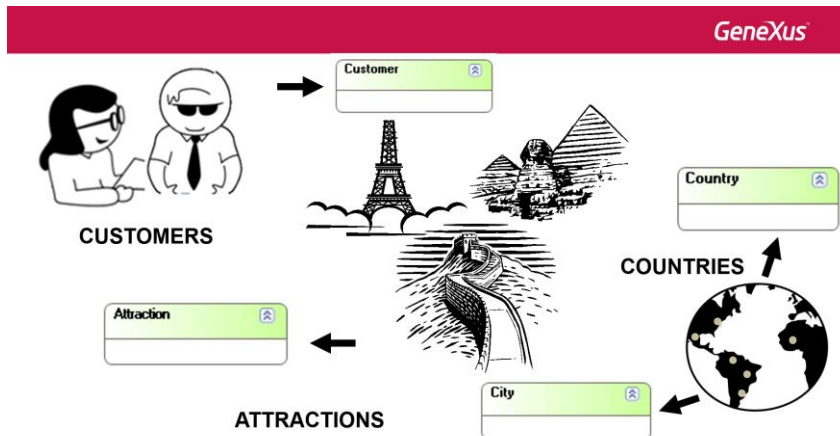 GeneXus
Customer
CUSTOMERS
Country
COUNTRIES
Attraction
City
ATTRACTIONS